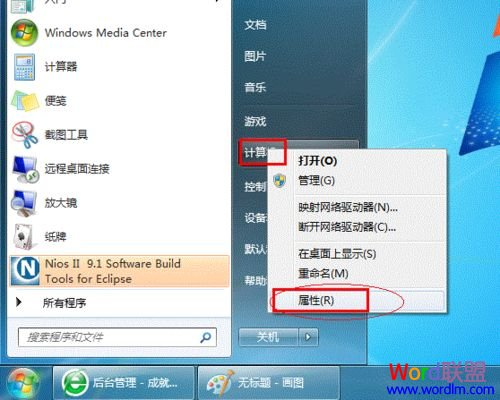 Windows Media Center
计算器
便笺
截图工具
远程桌面连接
放大镜
纸牌
Nios II 9.1 Software Build
Tools for Eclipse
所有程序
搜索程序和文件
文档
图片
音乐
游戏
计算机
控制
设备
默认
帮助
关机
打开(O)
管理(G)
映射网络驱动器(N)...
断开网络驱动器(C)...
在桌面上显示(S)
重命名(M)
属性(R)
后台管理 - 成就...
无标题 - 画图
Word联盟
www.wordlm.com